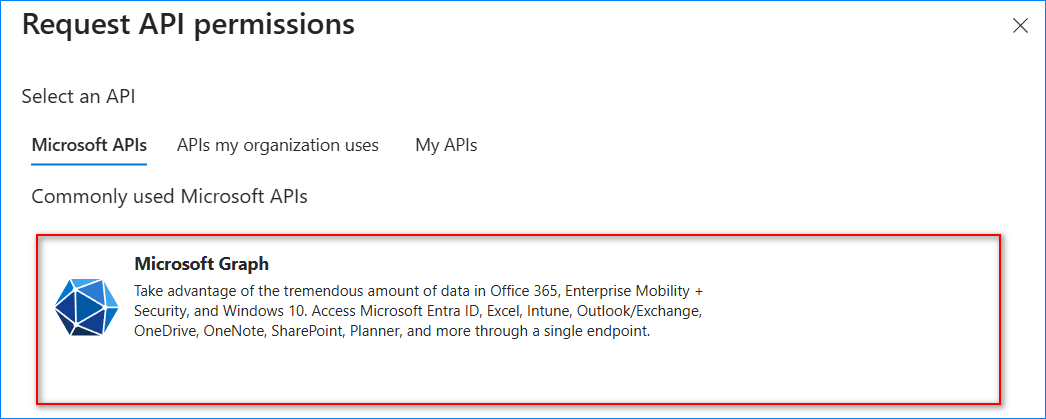 Request API permissions
Select an API
Microsoft APIs APIs my organization uses My APIs
Commonly used Microsoft APIs
Microsoft Graph
Take advantage of the tremendous amount of data in Office 365, Enterprise Mobility +
Security, and Windows 10. Access Microsoft Entra ID, Excel, Intune, Outlook/Exchange,
OneDrive, OneNote, SharePoint, Planner, and more through a single endpoint.